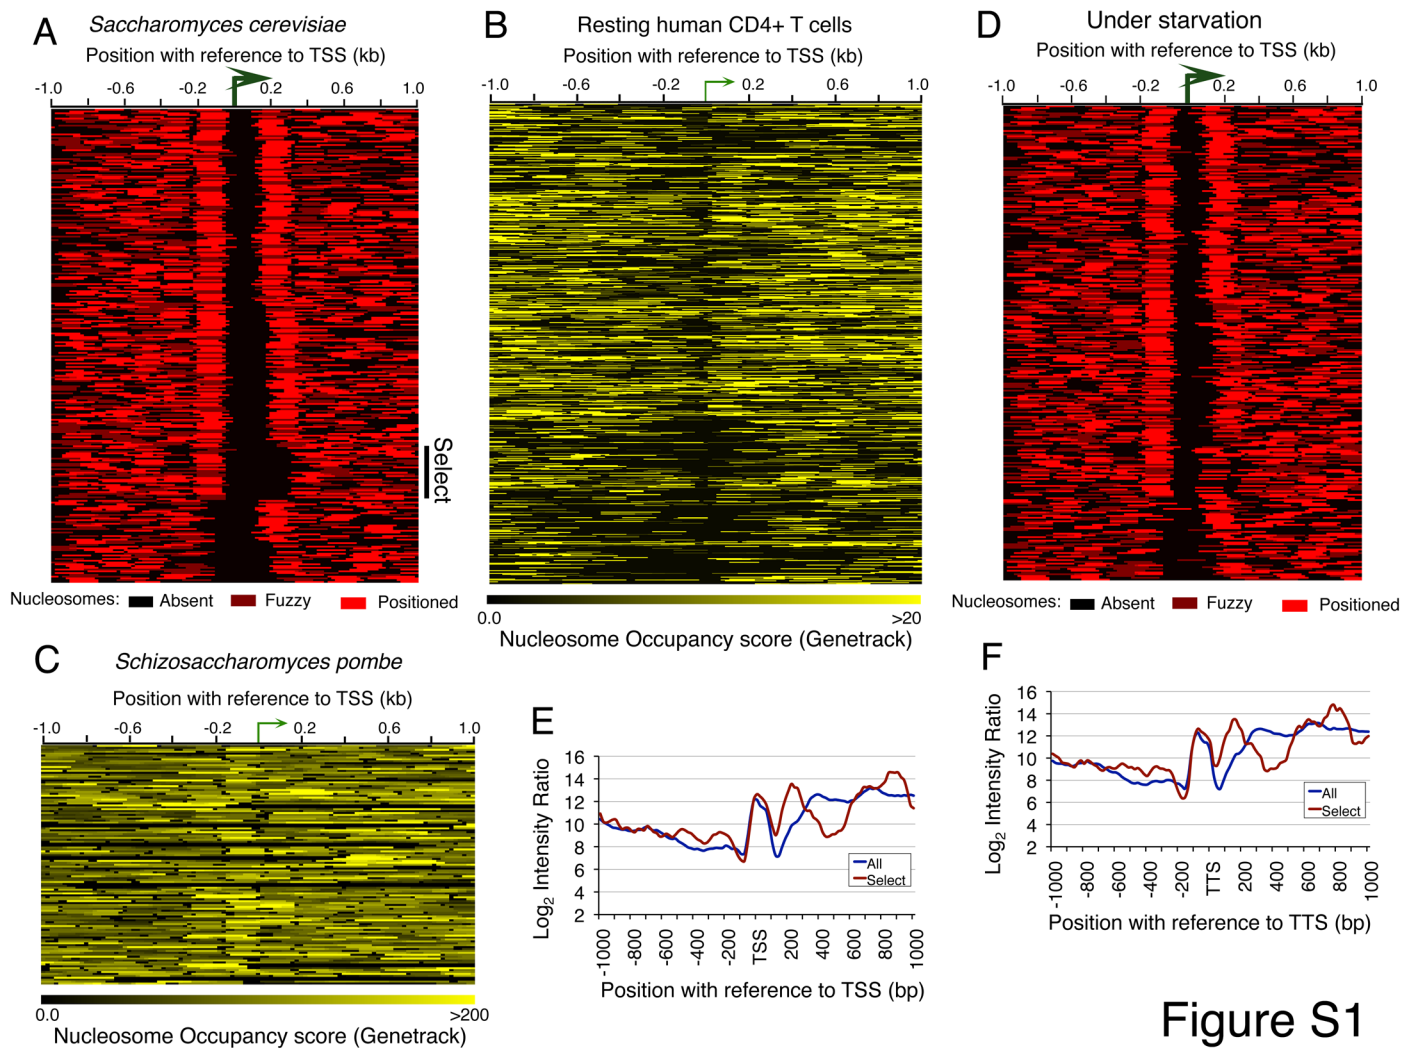 A
Saccharomyces cerevisiae
Position with reference to TSS (kb)
-1.0 -0.6 -0.2 0.2 0.6 1.0
Select
Nucleosomes: Absent Fuzzy Positioned
B
Resting human CD4+ T cells
Position with reference to TSS (kb)
-1.0 -0.6 -0.2 0.2 0.6 1.0
0.0 >20
Nucleosome Occupancy score (Genetrack)
D
Under starvation
Position with reference to TSS (kb)
-1.0 -0.6 -0.2 0.2 0.6 1.0
Nucleosomes: Absent Fuzzy Positioned
C
Schizosaccharomyces pombe
Position with reference to TSS (kb)
-1.0 -0.6 -0.2 0.2 0.6 1.0
0.0 >200
Nucleosome Occupancy score (Genetrack)
E
Log2 Intensity Ratio
16
14
12
10
8
6
4
2
All
Select
-1000 -800 -600 -400 -200 TSS 200 400 600 800 1000
Position with reference to TSS (bp)
F
Log2 Intensity Ratio
16
14
12
10
8
6
4
2
All
Select
-1000 -800 -600 -400 -200 TTS 200 400 600 800 1000
Position with reference to TTS (bp)
Figure S1